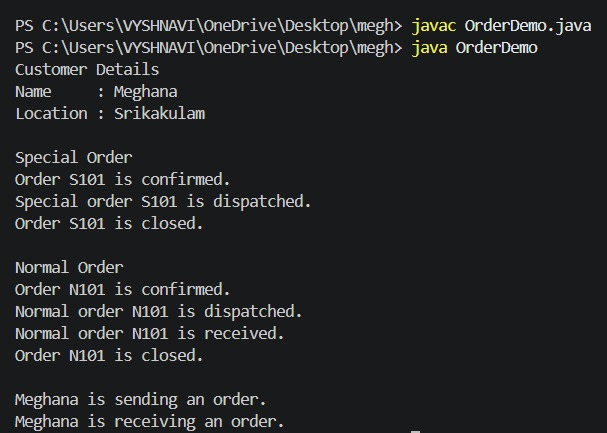 PS C:\Users\VYSHNAVI\OneDrive\Desktop\megh> javac OrderDemo.java
PS C:\Users\VYSHNAVI\OneDrive\Desktop\megh> java OrderDemo
Customer Details
Name     : Meghana
Location : Srikakulam

Special Order
Order S101 is confirmed.
Special order S101 is dispatched.
Order S101 is closed.

Normal Order
Order N101 is confirmed.
Normal order N101 is dispatched.
Normal order N101 is received.
Order N101 is closed.

Meghana is sending an order.
Meghana is receiving an order.